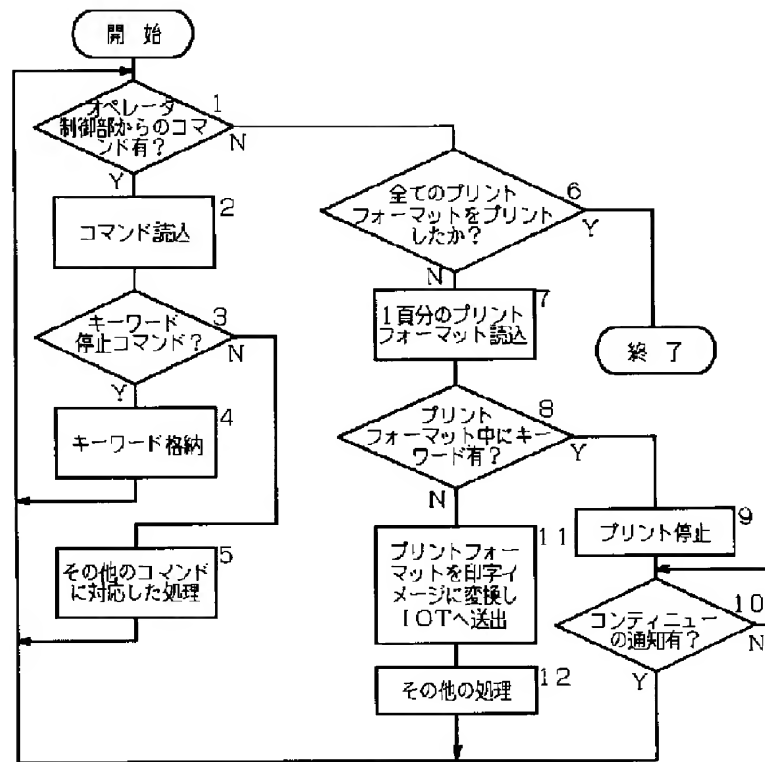 開 始
オペレータ
制御部からのコマ
ンド有？
1
N
Y
コマンド読込
2
キーワード
停止コマンド？
3
N
Y
キーワード格納
4
その他のコマンド
に対応した処理
5
全てのプリント
フォーマットをプリント
したか？
6
Y
N
1頁分のプリント
フォーマット読込
7
終 了
プリント
フォーマット中にキー
ワード有？
8
Y
N
プリント停止
9
プリントフォー
マットを印字イ
メージに変換し
IOTへ送出
11
コンティニュー
の通知有？
10
N
Y
その他の処理
12